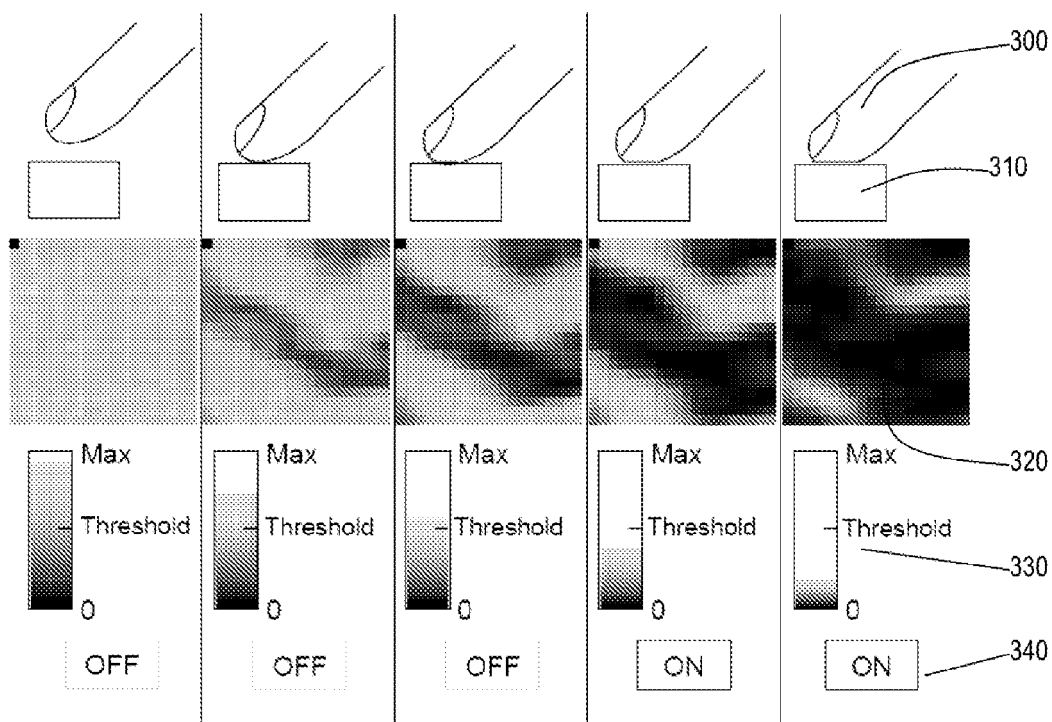 300
310
320
Max Max Max Max Max
Threshold Threshold Threshold Threshold Threshold
330
0 0 0 0 0
OFF OFF OFF ON ON
340